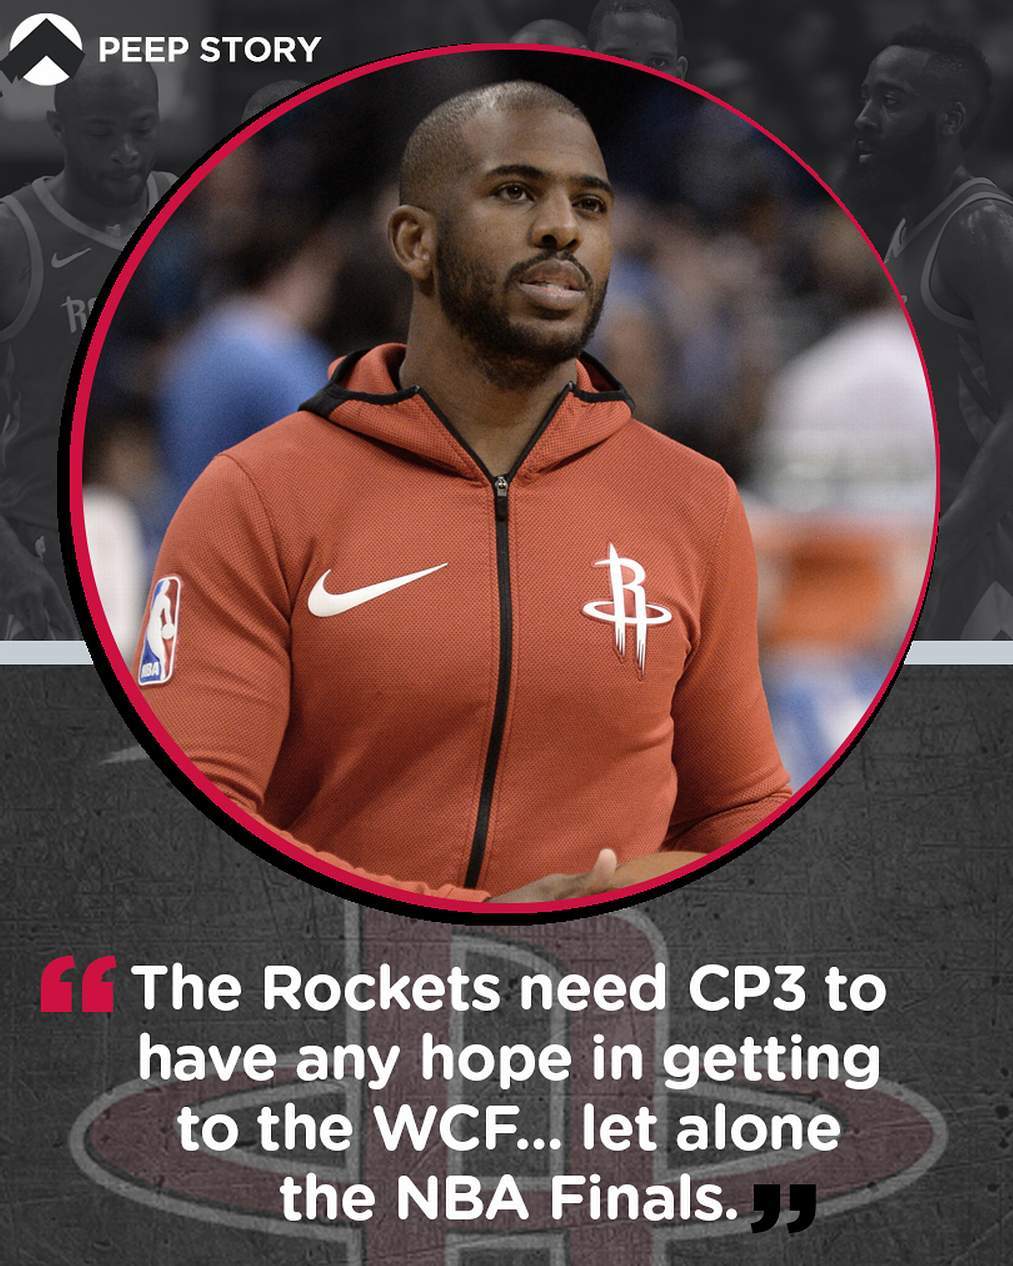 PEEP STORY
NBA
“The Rockets need CP3 to
have any hope in getting
to the WCF... let alone
the NBA Finals.”